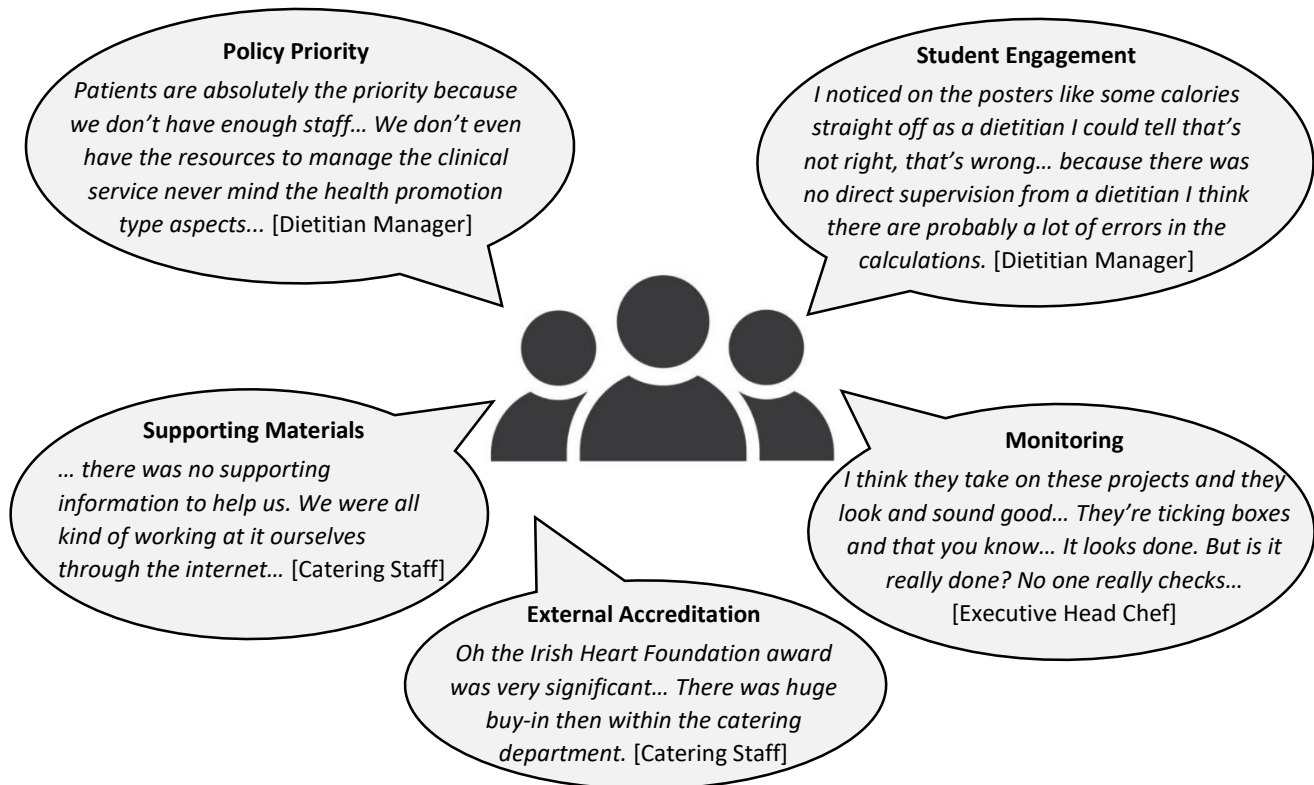 Policy Priority
Patients are absolutely the priority because
we don’t have enough staff… We don’t even
have the resources to manage the clinical
service never mind the health promotion
type aspects... [Dietitian Manager]
Student Engagement
I noticed on the posters like some calories
straight off as a dietitian I could tell that’s
not right, that’s wrong… because there was
no direct supervision from a dietitian I think
there are probably a lot of errors in the
calculations. [Dietitian Manager]
Supporting Materials
… there was no supporting
information to help us. We were all
kind of working at it ourselves
through the internet… [Catering Staff]
Monitoring
I think they take on these projects and they
look and sound good… They’re ticking boxes
and that you know… It looks done. But is it
really done? No one really checks…
[Executive Head Chef]
External Accreditation
Oh the Irish Heart Foundation award
was very significant… There was huge
buy-in then within the catering
department. [Catering Staff]